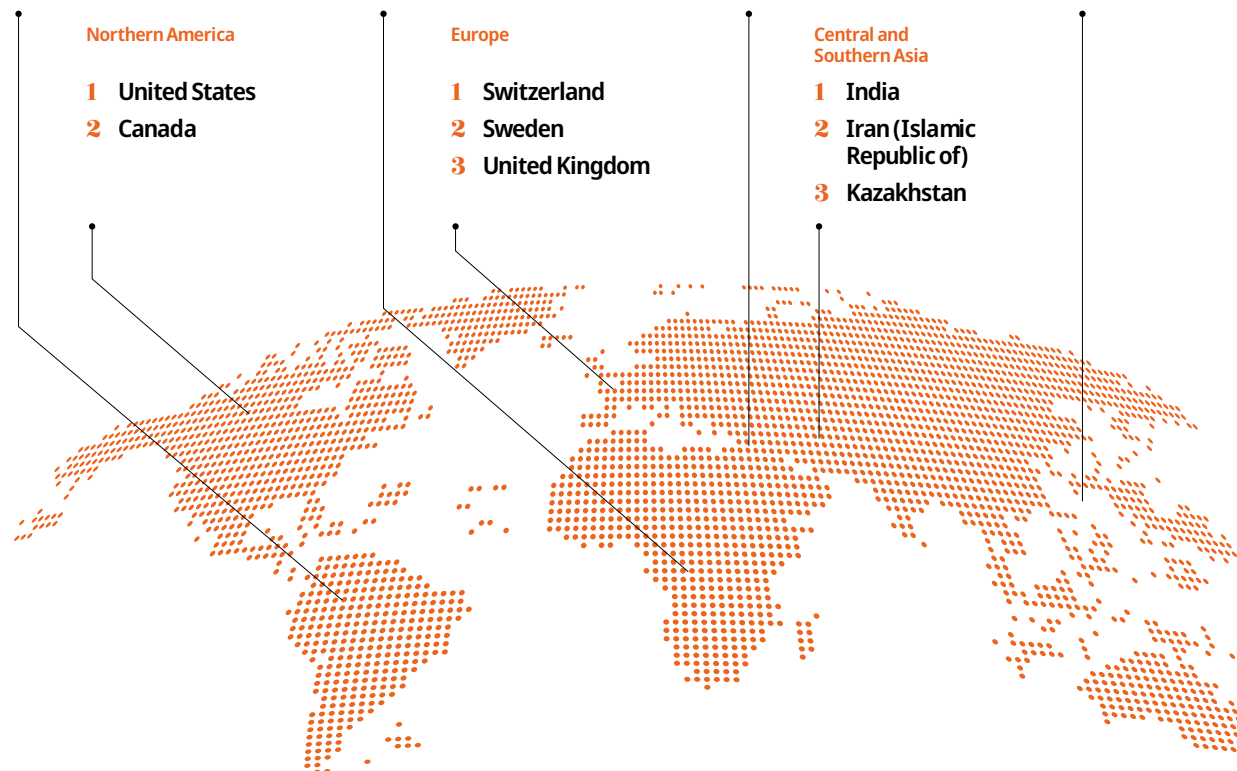 Northern America
1 United States
2 Canada
Europe
1 Switzerland
2 Sweden
3 United Kingdom
Central and
Southern Asia
1 India
2 Iran (Islamic
Republic of)
3 Kazakhstan